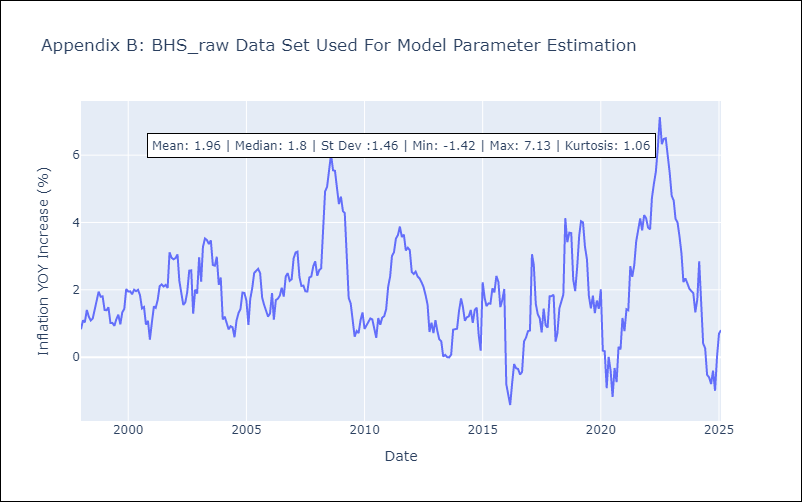 Appendix B: BHS_raw Data Set Used For Model Parameter Estimation
Mean: 1.96 | Median: 1.8 | St Dev :1.46 | Min: -1.42 | Max: 7.13 | Kurtosis: 1.06
Inflation YOY Increase (%)
6
4
2
0
2000
2005
2010
2015
2020
2025
Date